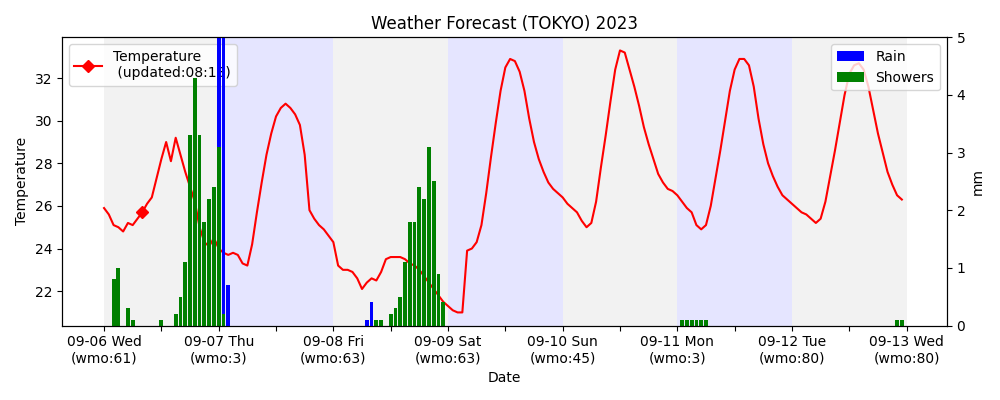 Weather Forecast (TOKYO) 2023
Temperature
(updated:08:18)
Rain
Showers
Temperature
32
30
28
26
24
22
5
4
3
2
1
0
mm
09-06 Wed
(wmo:61)
09-07 Thu
(wmo:3)
09-08 Fri
(wmo:63)
09-09 Sat
(wmo:63)
09-10 Sun
(wmo:45)
09-11 Mon
(wmo:3)
09-12 Tue
(wmo:80)
09-13 Wed
(wmo:80)
Date